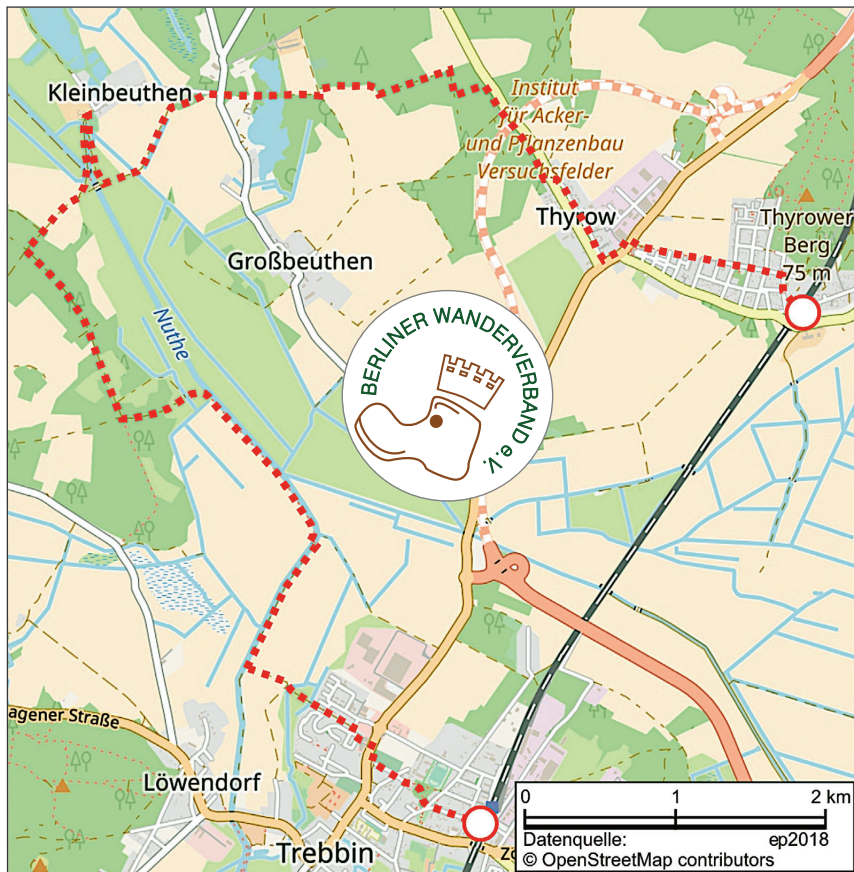 Kleinbeuthen
Institut
für Acker-
und Pflanzenbau
Versuchsfelder
Thyrow
Thyrower
Berg
75 m
Großbeuthen
Nuthe
BERLINER WANDERVERBAND e.V.
agener Straße
Löwendorf
Trebbin
Zo
0 1 2 km
Datenquelle: ep2018
© OpenStreetMap contributors